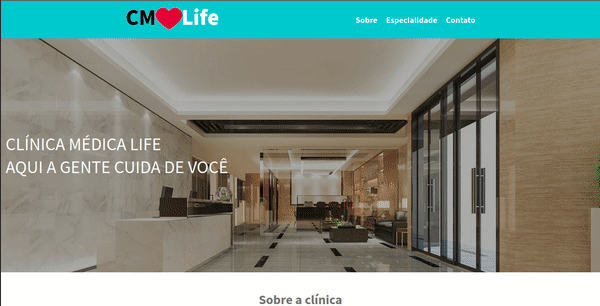 CM Life
Sobre Especialidade Contato
CLÍNICA MÉDICA LIFE
AQUI A GENTE CUIDA DE VOCÊ
Sobre a clínica